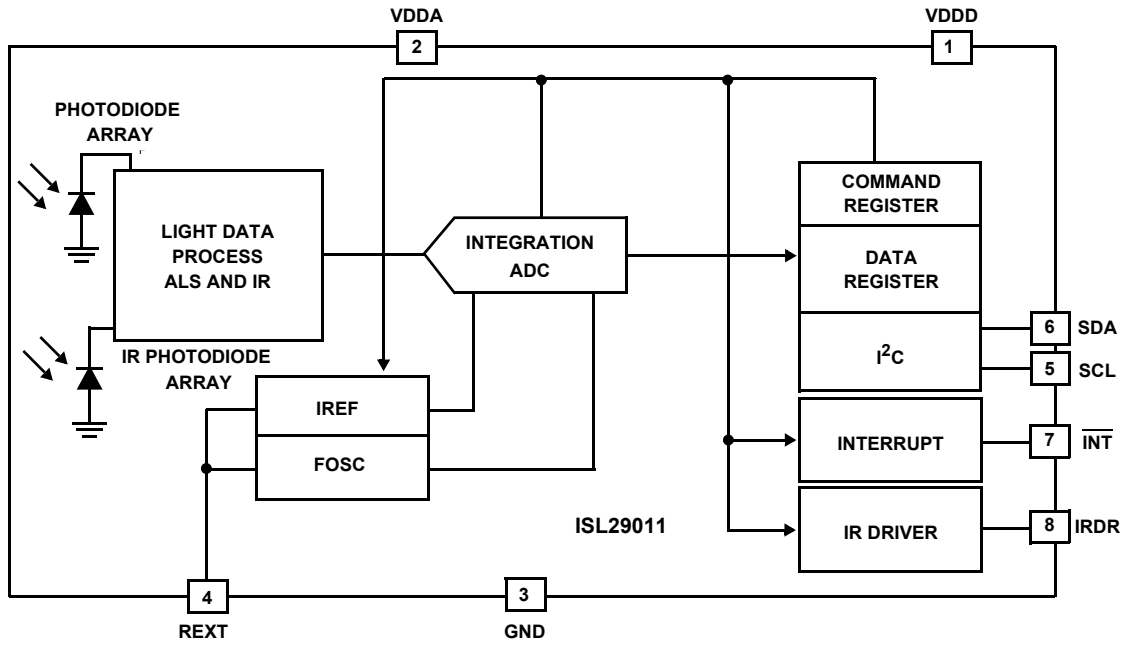 VDDA
VDDD
2
1
PHOTODIODE
ARRAY
COMMAND
REGISTER
LIGHT DATA
PROCESS
ALS AND IR
INTEGRATION
ADC
DATA
REGISTER
6
SDA
I²C
5
SCL
IR PHOTODIODE
ARRAY
IREF
FOSC
INTERRUPT
7
I̅N̅T̅
ISL29011
IR DRIVER
8
IRDR
4
3
REXT
GND